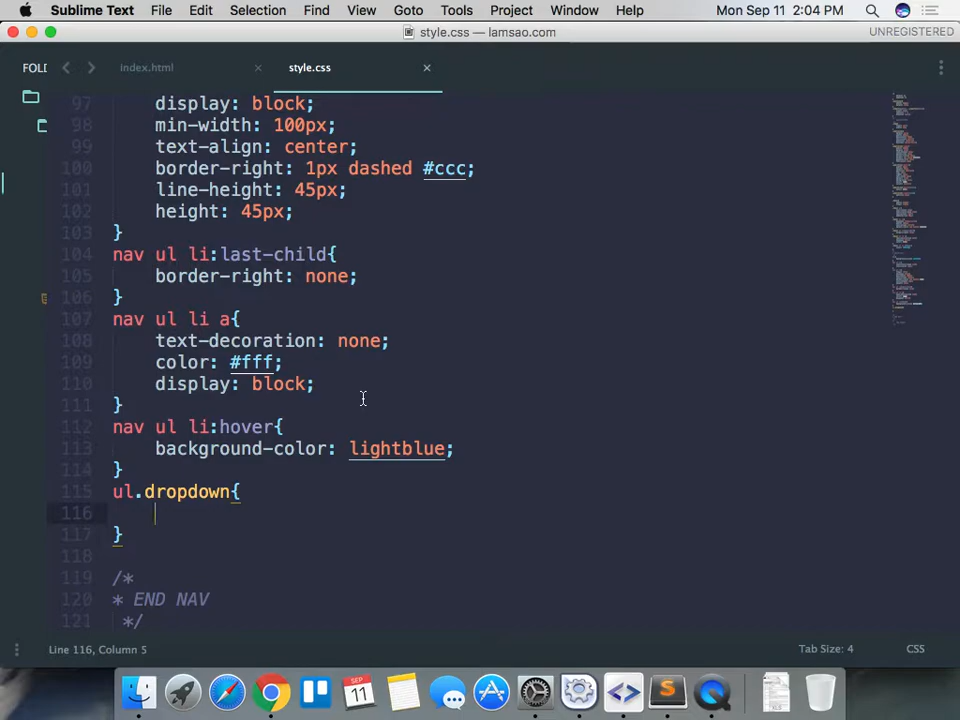 Sublime Text File Edit Selection Find View Goto Tools Project Window Help Mon Sep 11 2:04 PM
style.css — lamsao.com UNREGISTERED
FOLD
index.html × style.css ×
97 display: block;
98 min-width: 100px;
99 text-align: center;
100 border-right: 1px dashed #ccc;
101 line-height: 45px;
102 height: 45px;
103 }
104 nav ul li:last-child{
105 border-right: none;
106 }
107 nav ul li a{
108 text-decoration: none;
109 color: #fff;
110 display: block;
111 }
112 nav ul li:hover{
113 background-color: lightblue;
114 }
115 ul.dropdown{
116
117 }
118
119 /*
120 * END NAV
121 */
Line 116, Column 5 Tab Size: 4 CSS
SEP
11